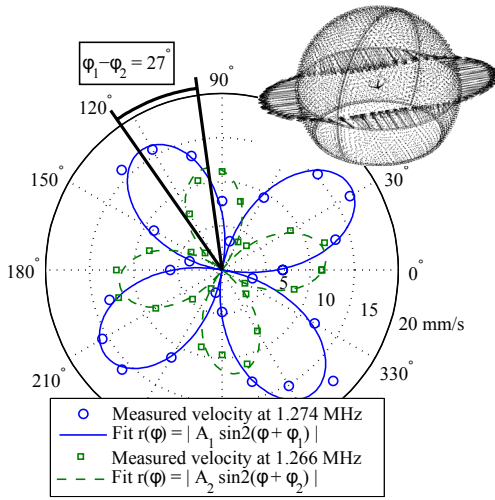 φ₁−φ₂ = 27°
90°
120°
150°
30°
180°
0°
5
10
15
20 mm/s
210°
330°
Measured velocity at 1.274 MHz
Fit r(φ) = | A₁ sin2(φ + φ₁) |
Measured velocity at 1.266 MHz
Fit r(φ) = | A₂ sin2(φ + φ₂) |